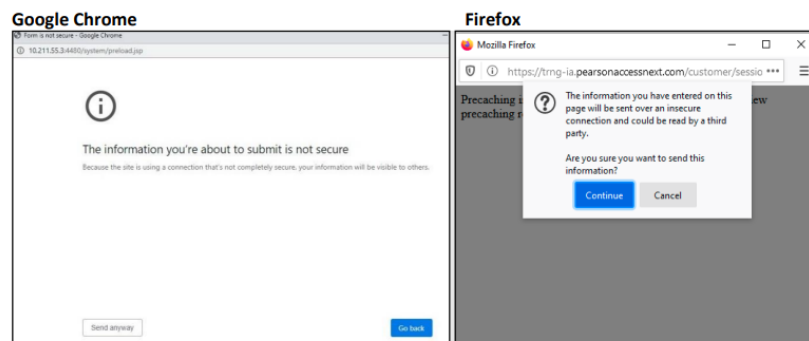 Google Chrome
Form is not secure - Google Chrome
10.211.55.3:4480/system/preload.jsp
The information you're about to submit is not secure
Because the site is using a connection that's not completely secure, your information will be visible to others.
Send anyway
Go back
Firefox
Mozilla Firefox
https://trng-ia.pearsonaccessnext.com/customer/sessio •••
Precaching i
ew
precaching r
The information you have entered on this
page will be sent over an insecure
connection and could be read by a third
party.
Are you sure you want to send this
information?
Continue
Cancel